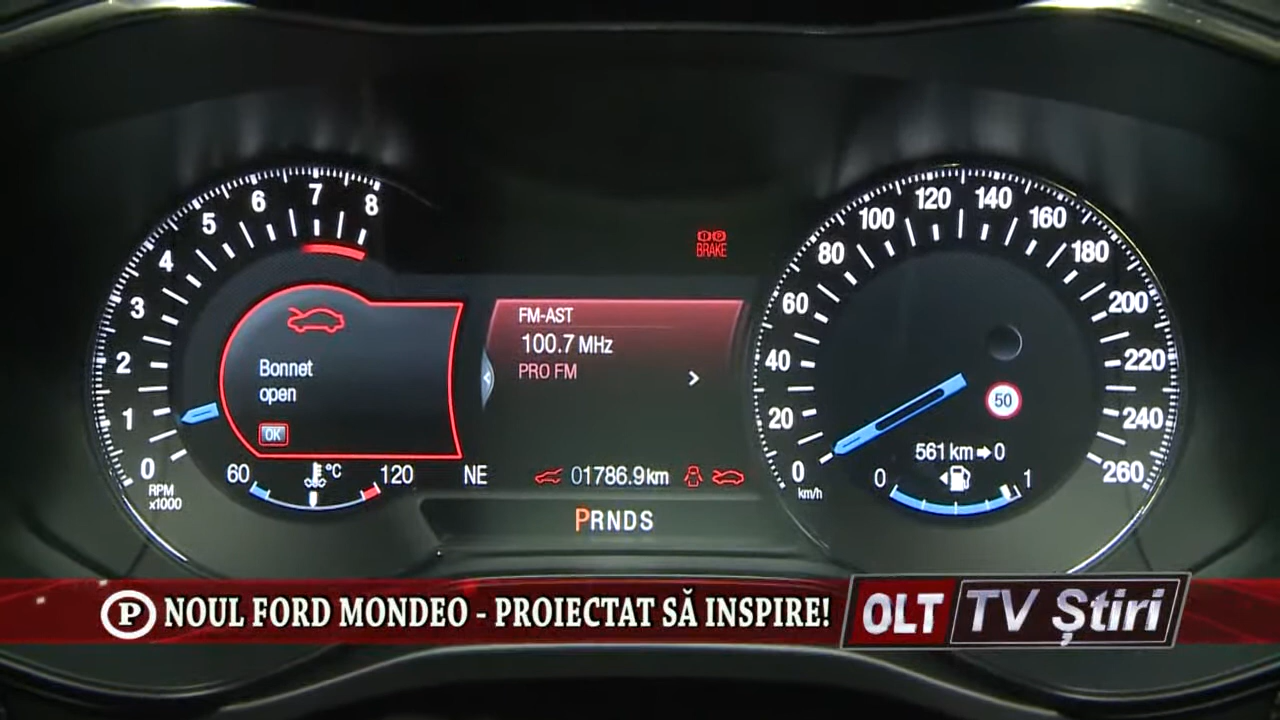 0 1 2 3 4 5 6 7 8
RPM
x1000
Bonnet
open
OK
60 °C 120
NE
FM-AST
100.7 MHz
PRO FM
01786.9km
PRNDS
BRAKE
0 20 40 60 80 100 120 140 160 180 200 220 240 260
km/h
50
561 km➡0
0 1
P NOUL FORD MONDEO - PROIECTAT SĂ INSPIRE!
OLT TV Știri